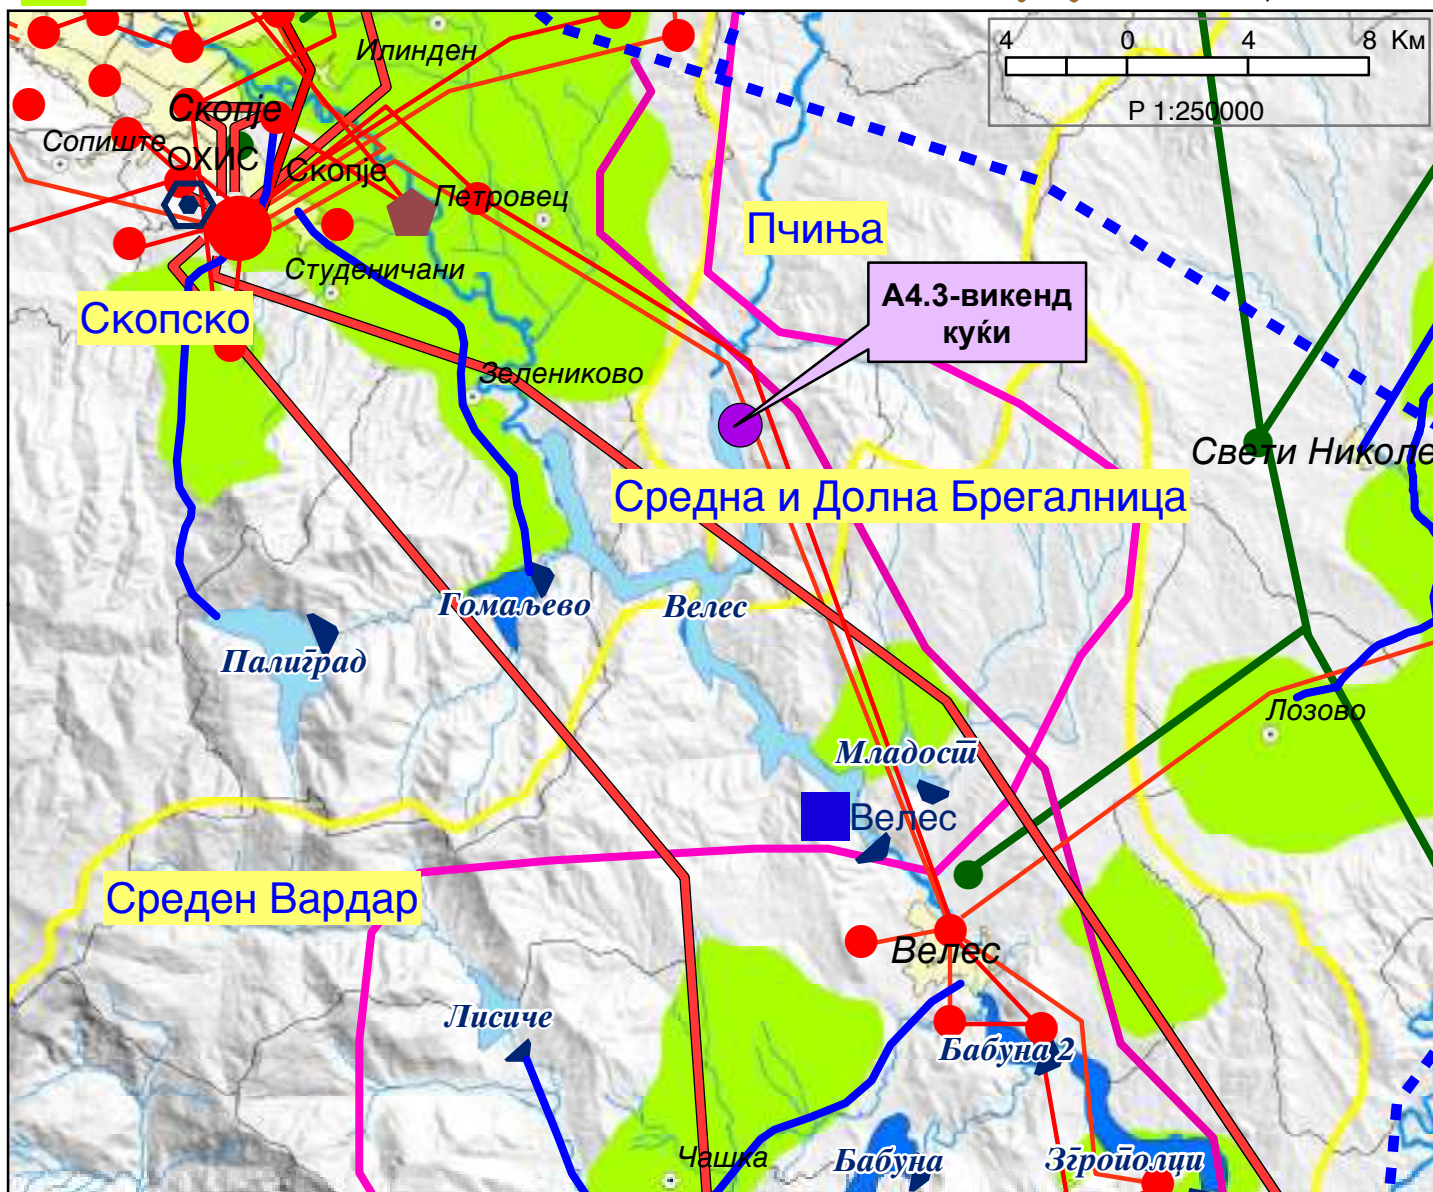 4 0 4 8 Км
Р 1:250000
Илинден
Скопје
Сопиште
ОХИС
Скопје
Петровец
Пчиња
Студеничани
А4.3-викенд
куќи
Скопско
Зелениково
Свети Николе
Средна и Долна Брегалница
Гомаљево
Велес
Палиград
Лозово
Младост
Велес
Среден Вардар
Велес
Лисиче
Бабуна 2
Чашка
Бабуна
Згрополци